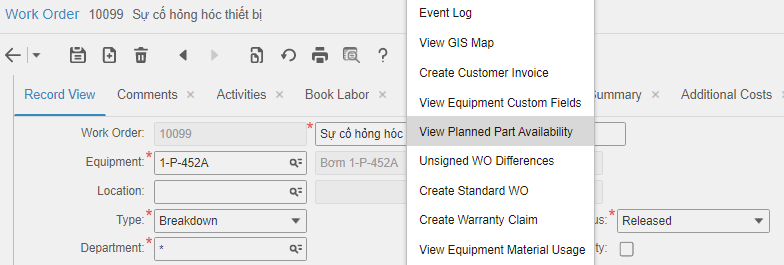 Work Order 10099 Sự cố hỏng hóc thiết bị
Event Log
View GIS Map
Create Customer Invoice
View Equipment Custom Fields
View Planned Part Availability
Unsigned WO Differences
Create Standard WO
Create Warranty Claim
View Equipment Material Usage
Record View
Comments
Activities
Book Labor
Summary
Additional Costs
Work Order: 10099 * Sự cố hỏng hóc
Equipment: * 1-P-452A Bơm 1-P-452A
Location:
Type: * Breakdown
us: * Released
Department: * *
ty: